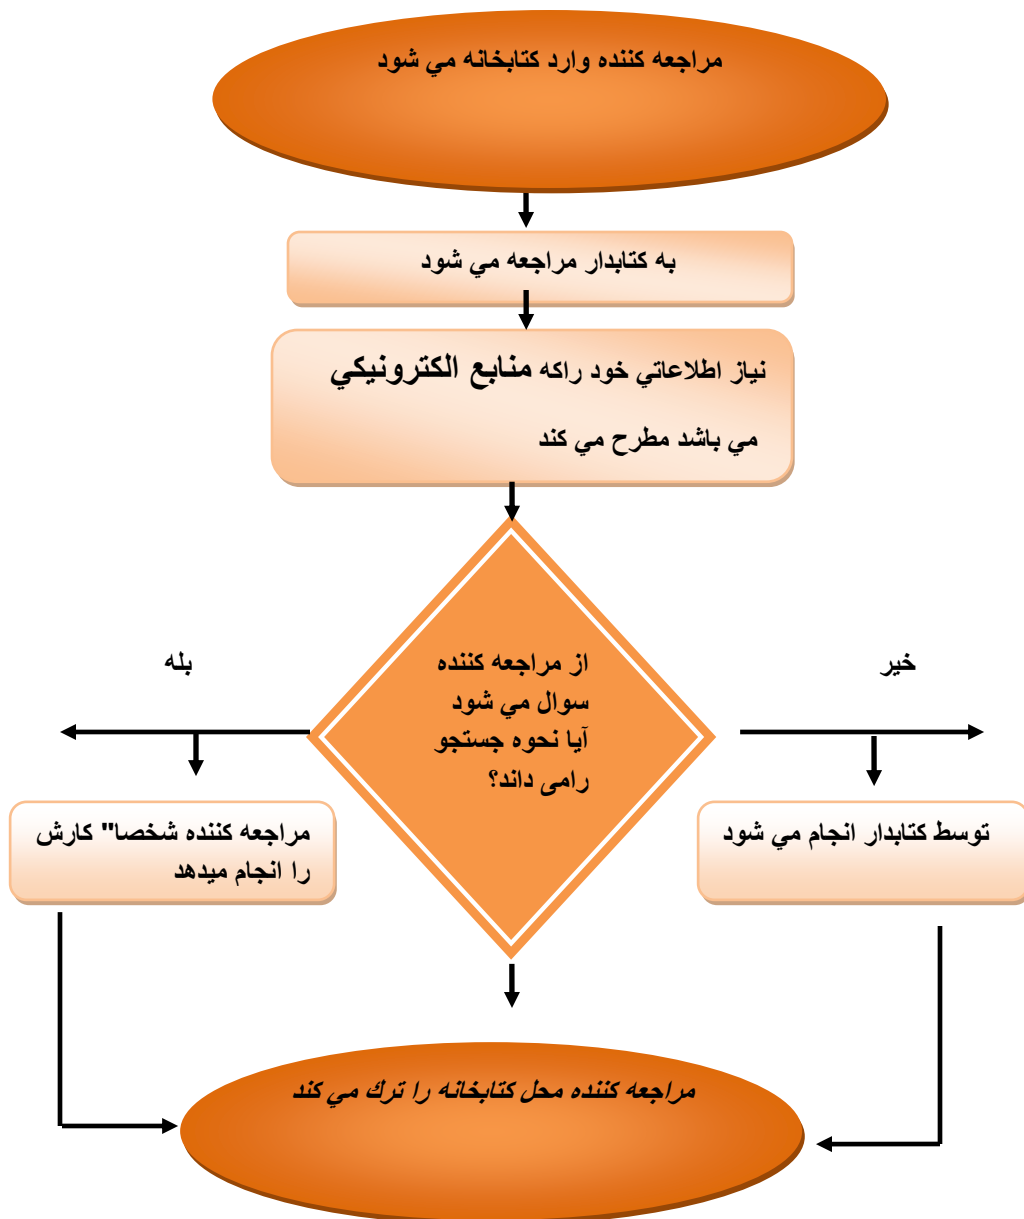 مراجعه كننده وارد كتابخانه مي شود
به كتابدار مراجعه مي شود
نياز اطلاعاتي خود راكه منابع الكترونيكي
مي باشد مطرح مي كند
از مراجعه كننده
سوال مي شود
آيا نحوه جستجو
رامی داند؟
خير
بله
توسط كتابدار انجام مي شود
مراجعه كننده شخصا" كارش
را انجام ميدهد
مراجعه كننده محل كتابخانه را ترك مي كند